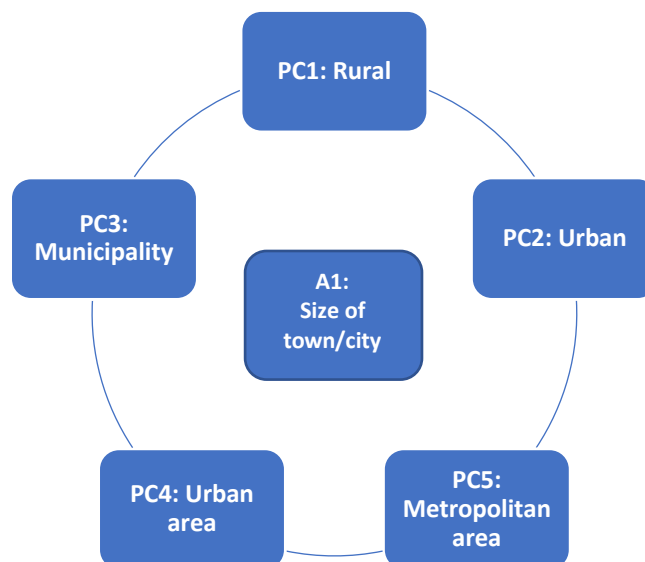 PC1: Rural
PC3:
Municipality
PC2: Urban
A1:
Size of
town/city
PC4: Urban
area
PC5:
Metropolitan
area